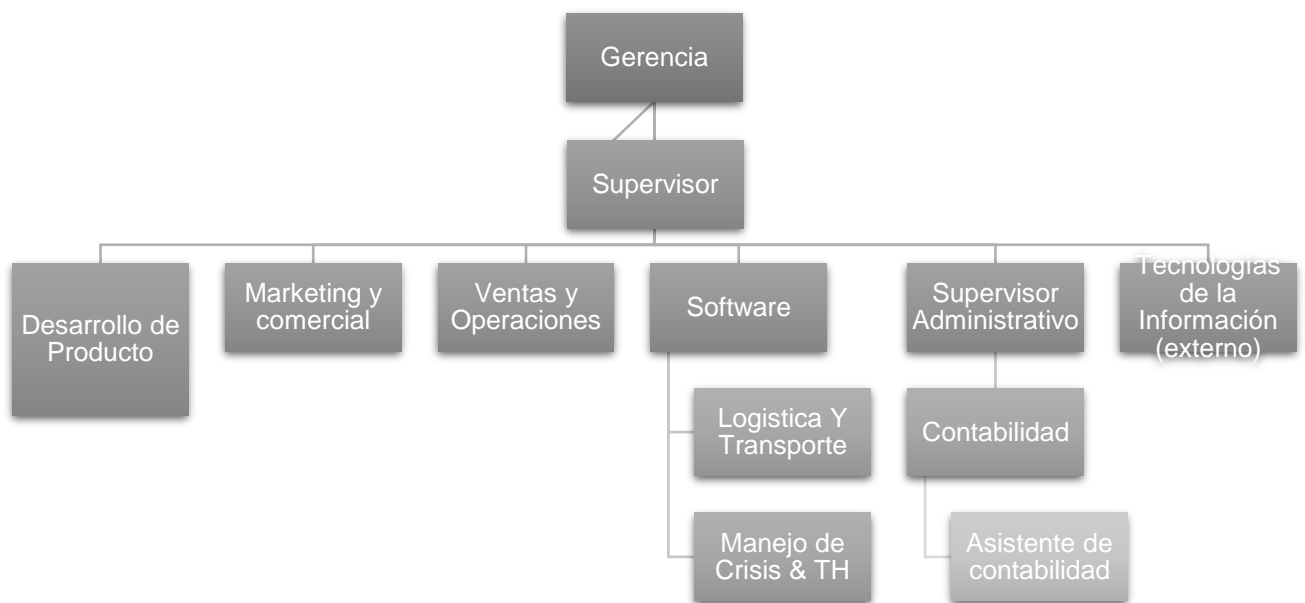 Gerencia
Supervisor
Desarrollo de
Producto
Marketing y
comercial
Ventas y
Operaciones
Software
Supervisor
Administrativo
Tecnologías
de la
Información
(externo)
Logistica Y
Transporte
Contabilidad
Manejo de
Crisis & TH
Asistente de
contabilidad